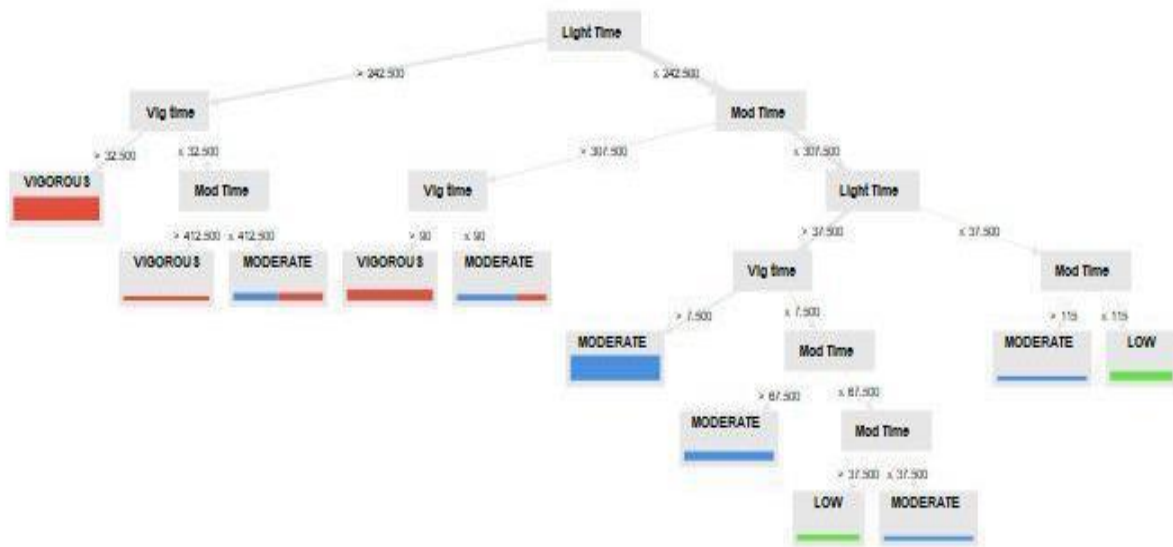 Light Time
> 242.500 ≤ 242.500
Vig time Mod Time
> 32.500 ≤ 32.500 > 307.500 ≤ 307.500
VIGOROUS Mod Time Vig time Light Time
> 412.500 ≤ 412.500 > 90 ≤ 90 > 37.500 ≤ 37.500
VIGOROUS MODERATE VIGOROUS MODERATE Vig time Mod Time
> 7.500 ≤ 7.500 > 115 ≤ 115
MODERATE Mod Time MODERATE LOW
> 67.500 ≤ 67.500
MODERATE Mod Time
> 37.500 ≤ 37.500
LOW MODERATE